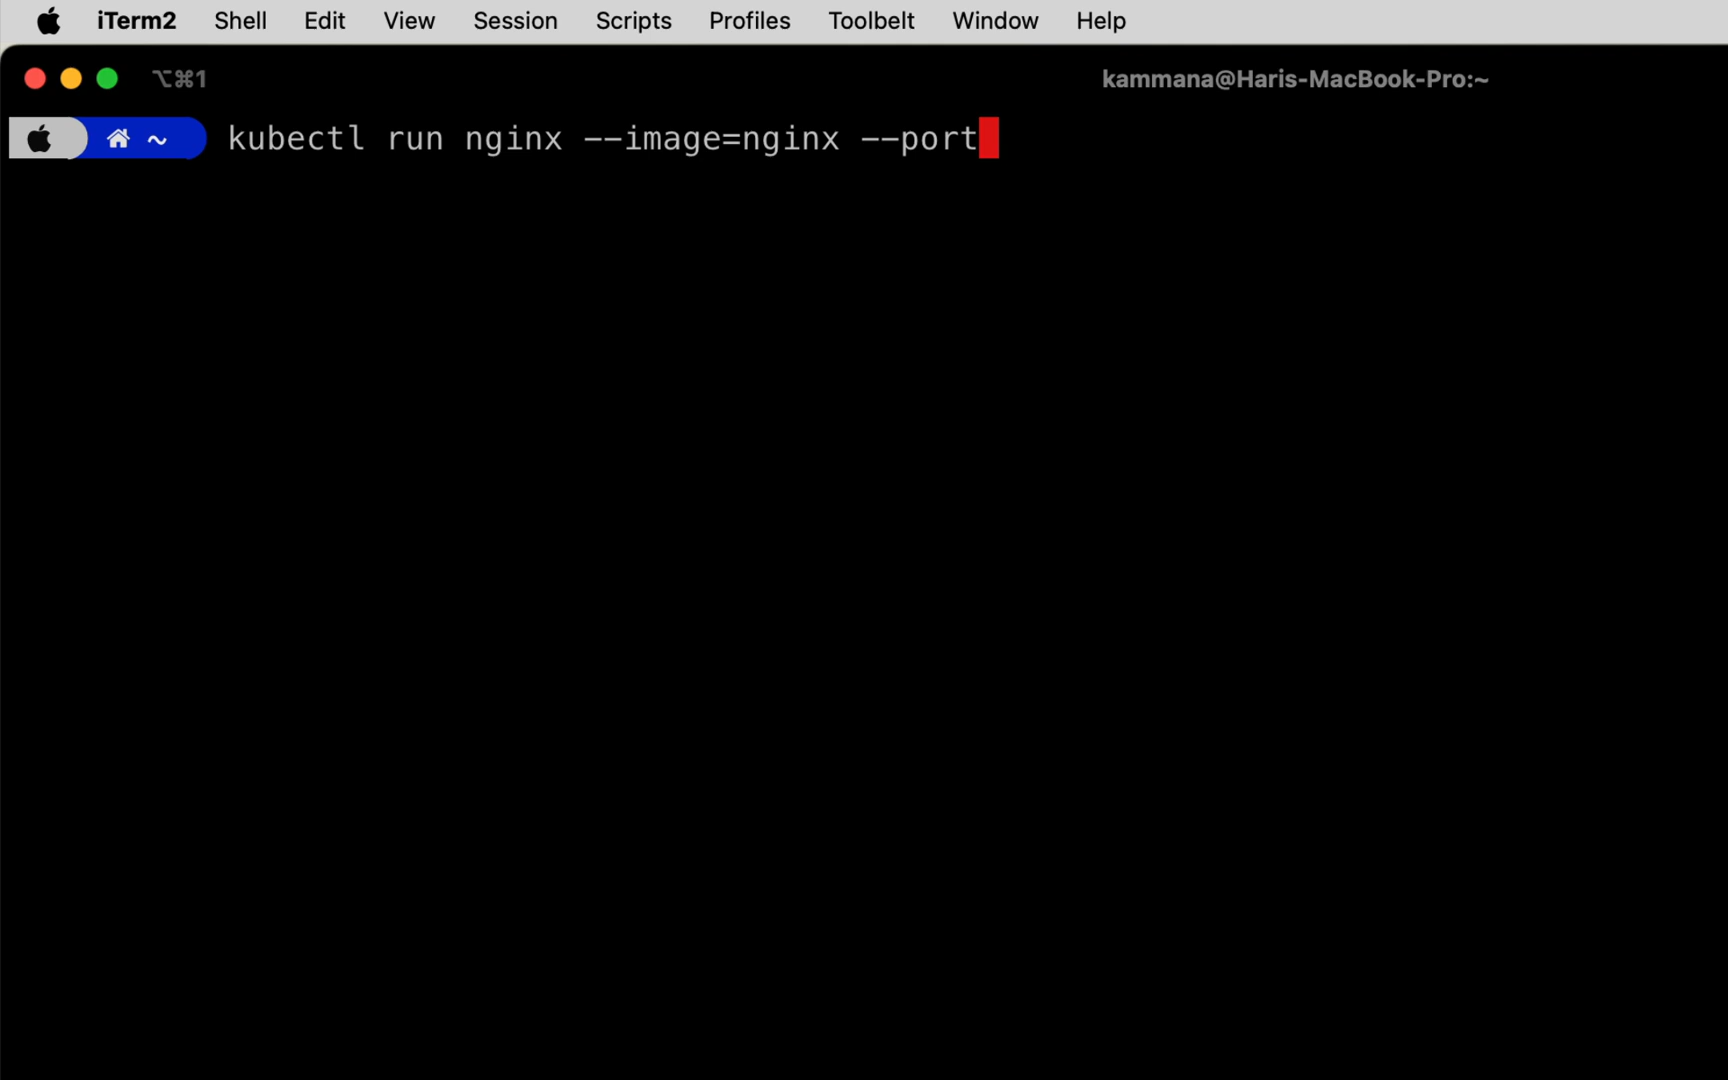 iTerm2 Shell Edit View Session Scripts Profiles Toolbelt Window Help
⌥⌘1 kammana@Haris-MacBook-Pro:~
~ kubectl run nginx --image=nginx --port